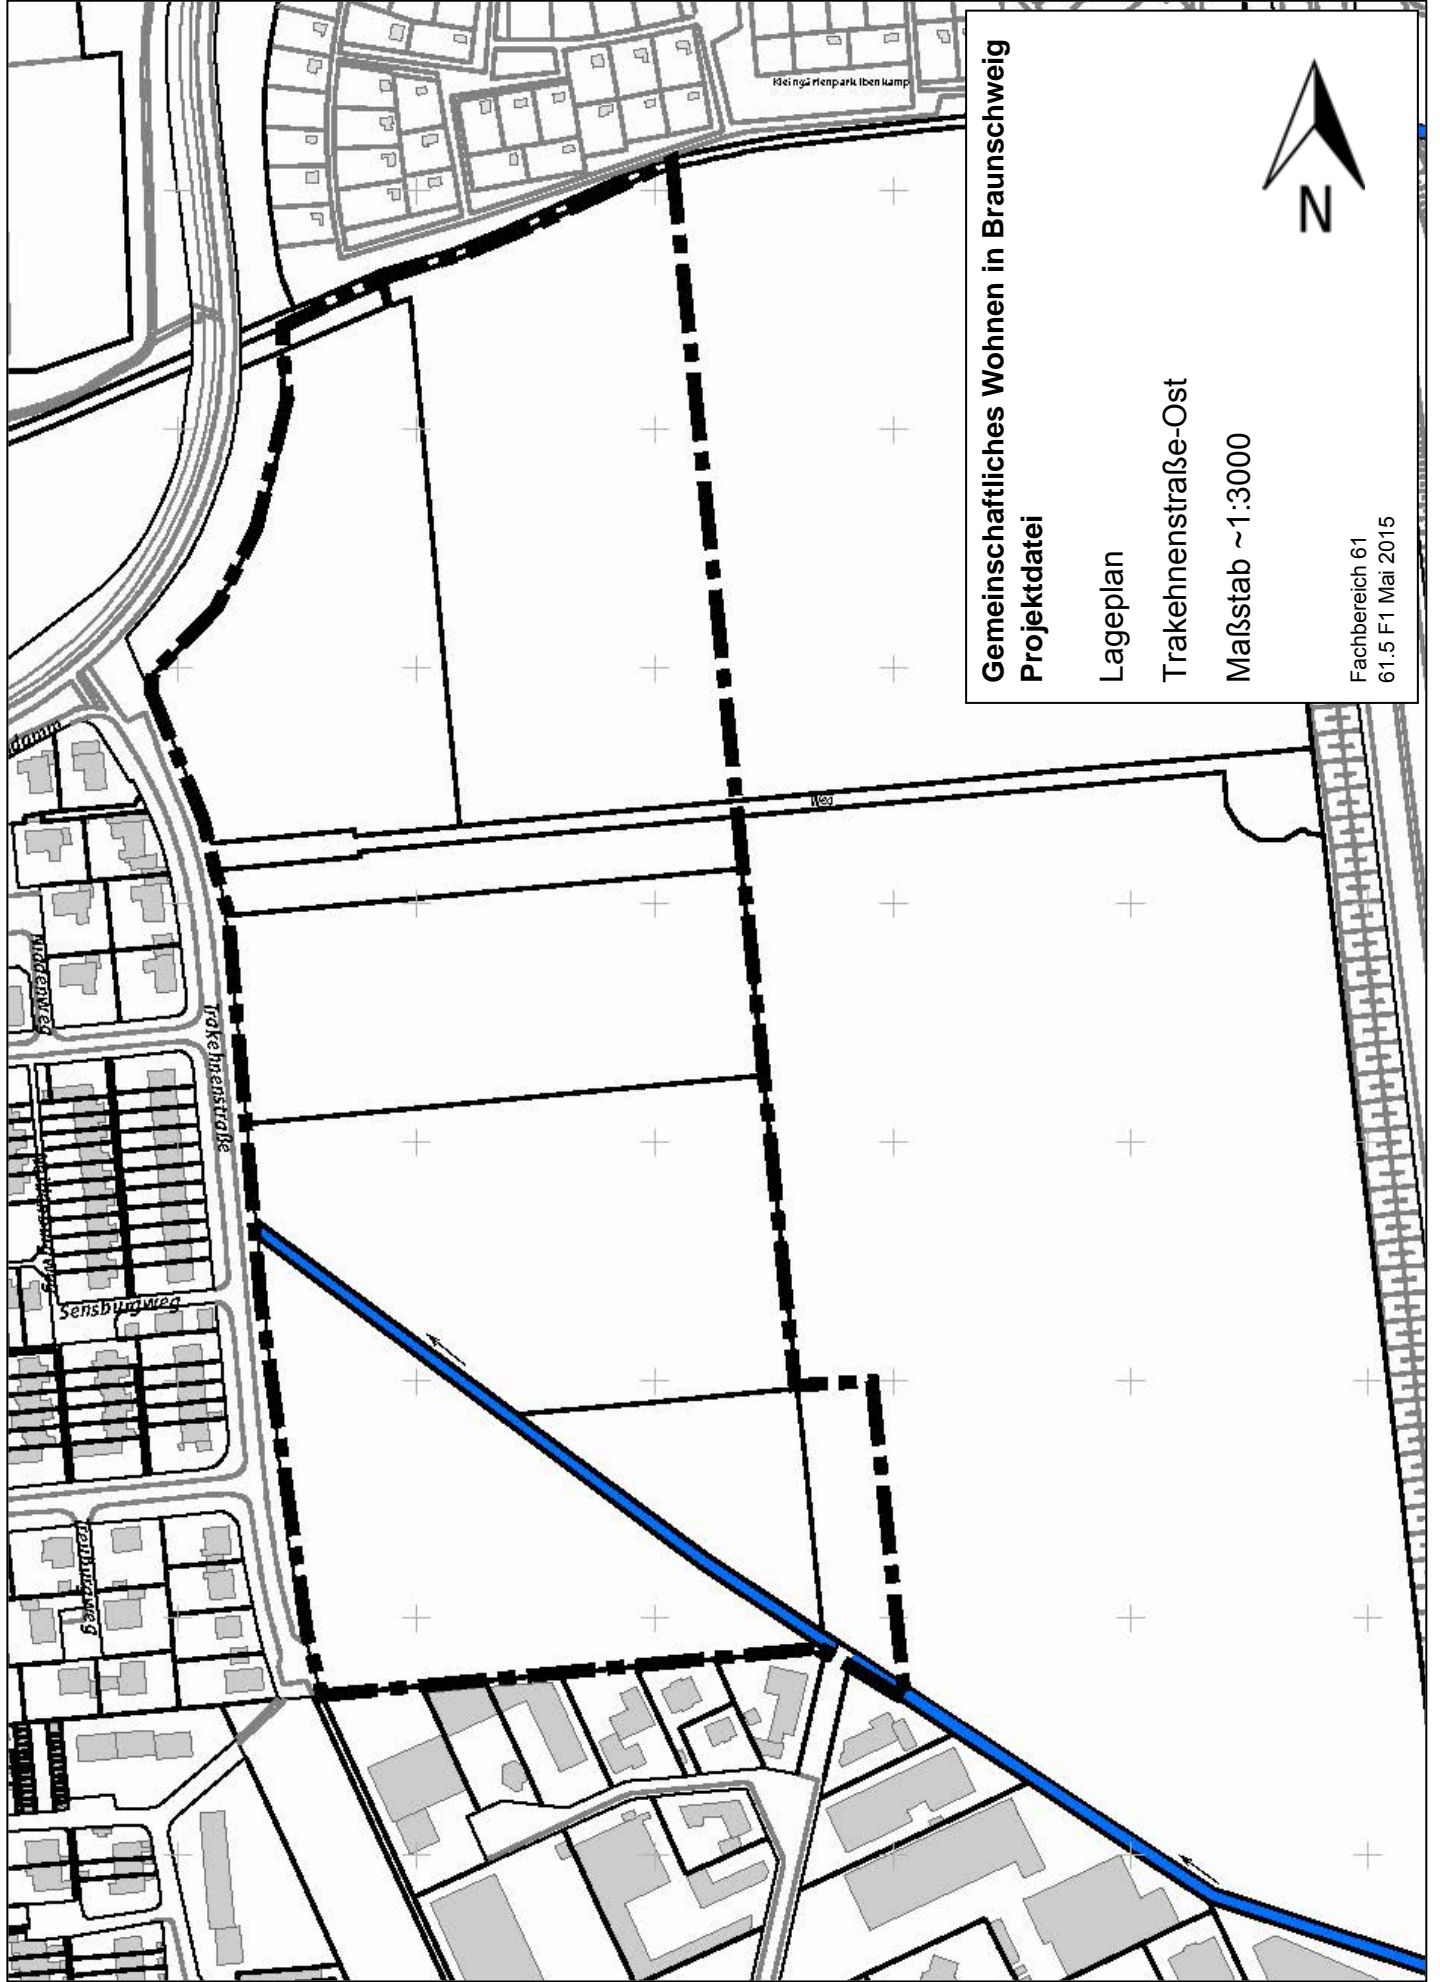 Gemeinschaftliches Wohnen in Braunschweig
Projektdatei
Lageplan
Trakehnenstraße-Ost
Maßstab ~1:3000
Fachbereich 61
61.5 F1 Mai 2015
N
Kleingärtenpark Ibenkamp
Weg
Trakehnenstraße
Sensburgweg
Niddenweg